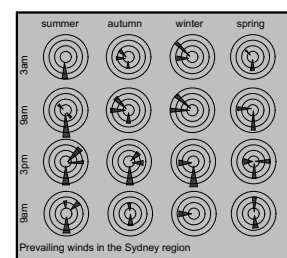 summer autumn winter spring
3am
9am
3pm
9am
Prevailing winds in the Sydney region